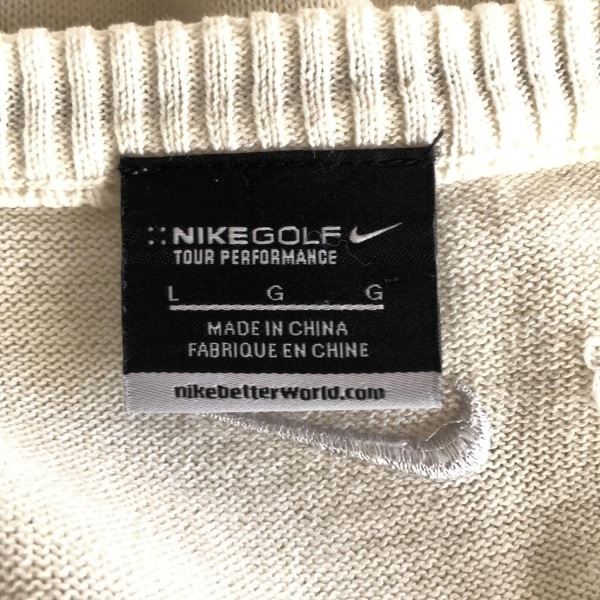 NIKEGOLF
TOUR PERFORMANCE
L G G
MADE IN CHINA
FABRIQUE EN CHINE
nikebetterworld.com